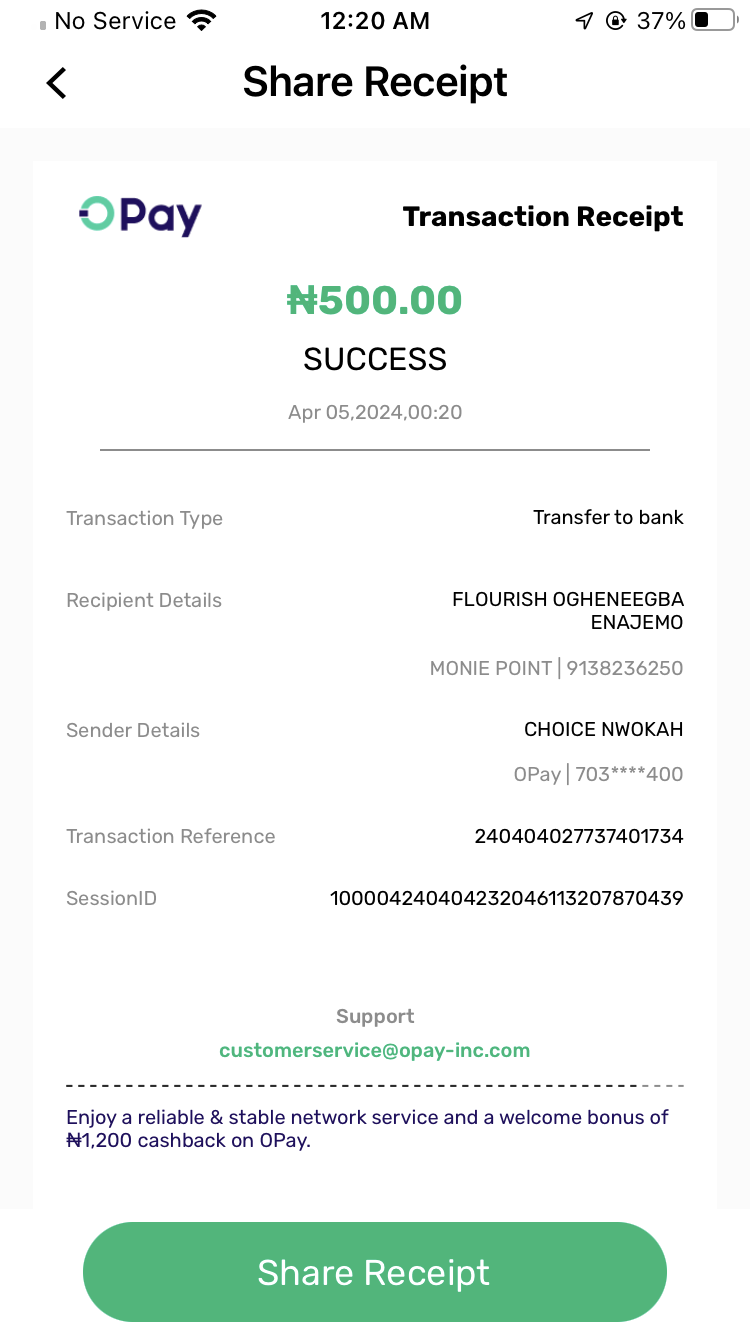 No Service 12:20 AM 37%
Share Receipt
OPay Transaction Receipt
₦500.00
SUCCESS
Apr 05,2024,00:20
Transaction Type Transfer to bank
Recipient Details FLOURISH OGHENEEGBA
ENAJEMO
MONIE POINT | 9138236250
Sender Details CHOICE NWOKAH
OPay | 703****400
Transaction Reference 240404027737401734
SessionID 100004240404232046113207870439
Support
customerservice@opay-inc.com
Enjoy a reliable & stable network service and a welcome bonus of
₦1,200 cashback on OPay.
Share Receipt